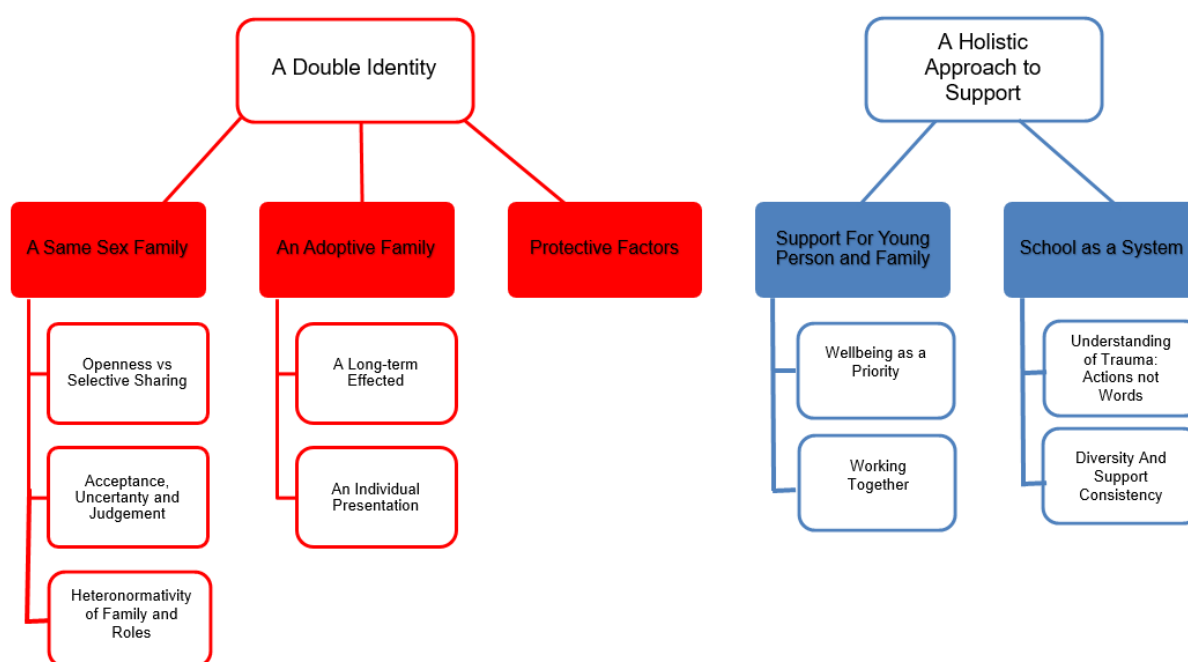 A Double Identity
A Same Sex Family
Openness vs
Selective Sharing
Acceptance,
Uncertanty and
Judgement
Heteronormativity
of Family and
Roles
An Adoptive Family
A Long-term
Effected
An Individual
Presentation
Protective Factors
A Holistic
Approach to
Support
Support For Young
Person and Family
Wellbeing as a
Priority
Working
Together
School as a System
Understanding
of Trauma:
Actions not
Words
Diversity And
Support
Consistency